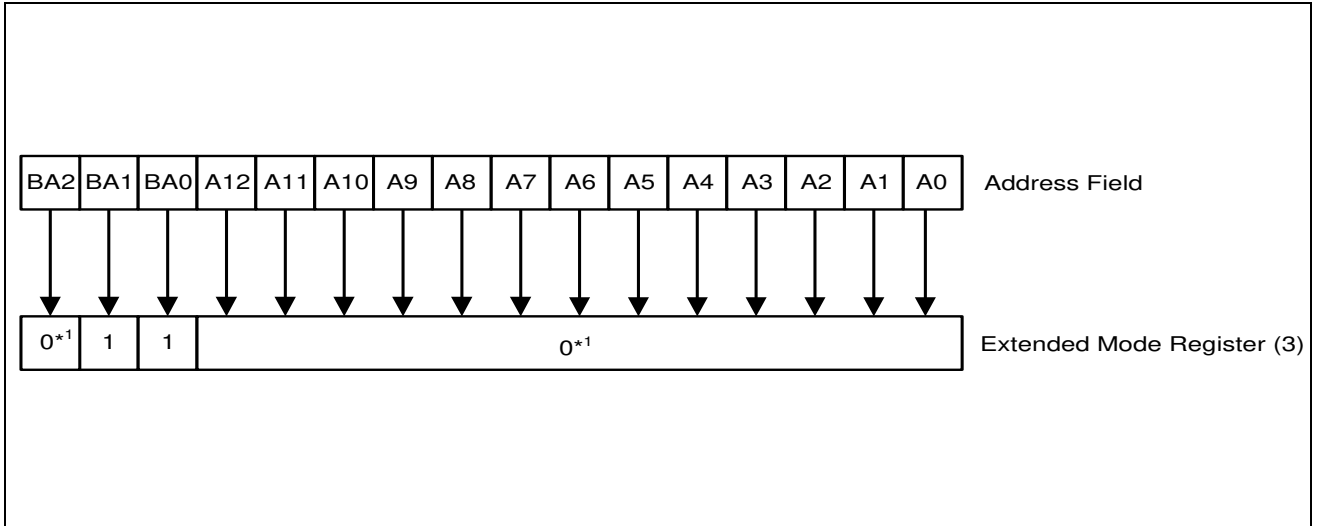 BA2 BA1 BA0 A12 A11 A10 A9 A8 A7 A6 A5 A4 A3 A2 A1 A0 Address Field
0*1 1 1 0*1 Extended Mode Register (3)